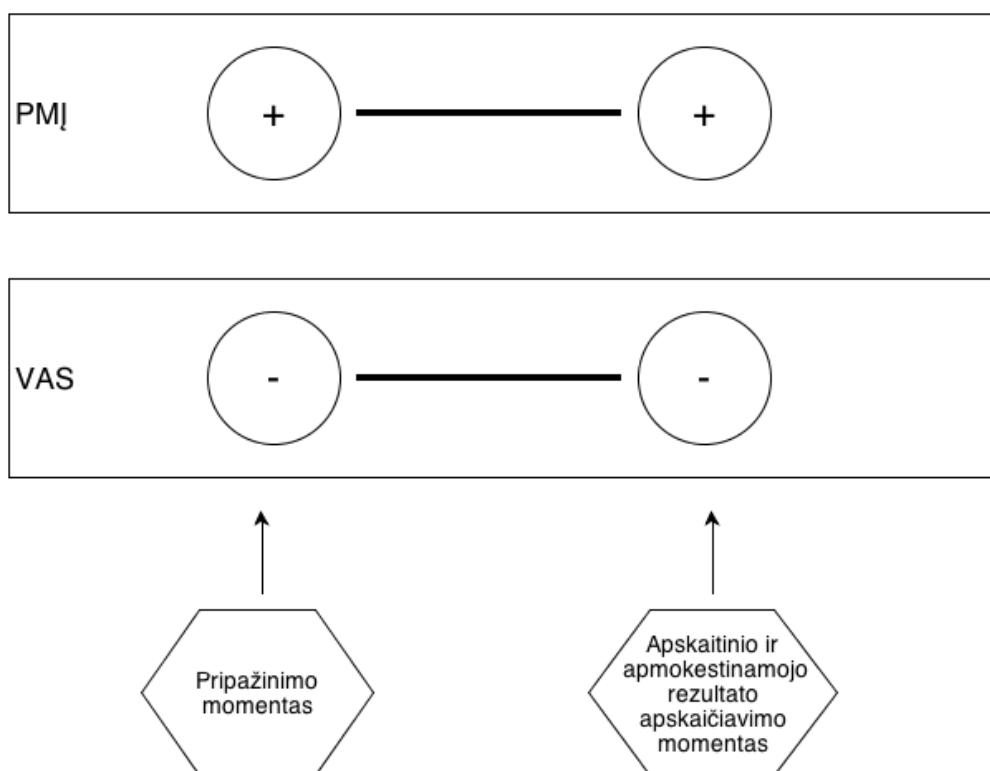 PMĮ
+
+
VAS
-
-
Pripažinimo
momentas
Apskaitinio ir
apmokestinamojo
rezultato
apskaičiavimo
momentas